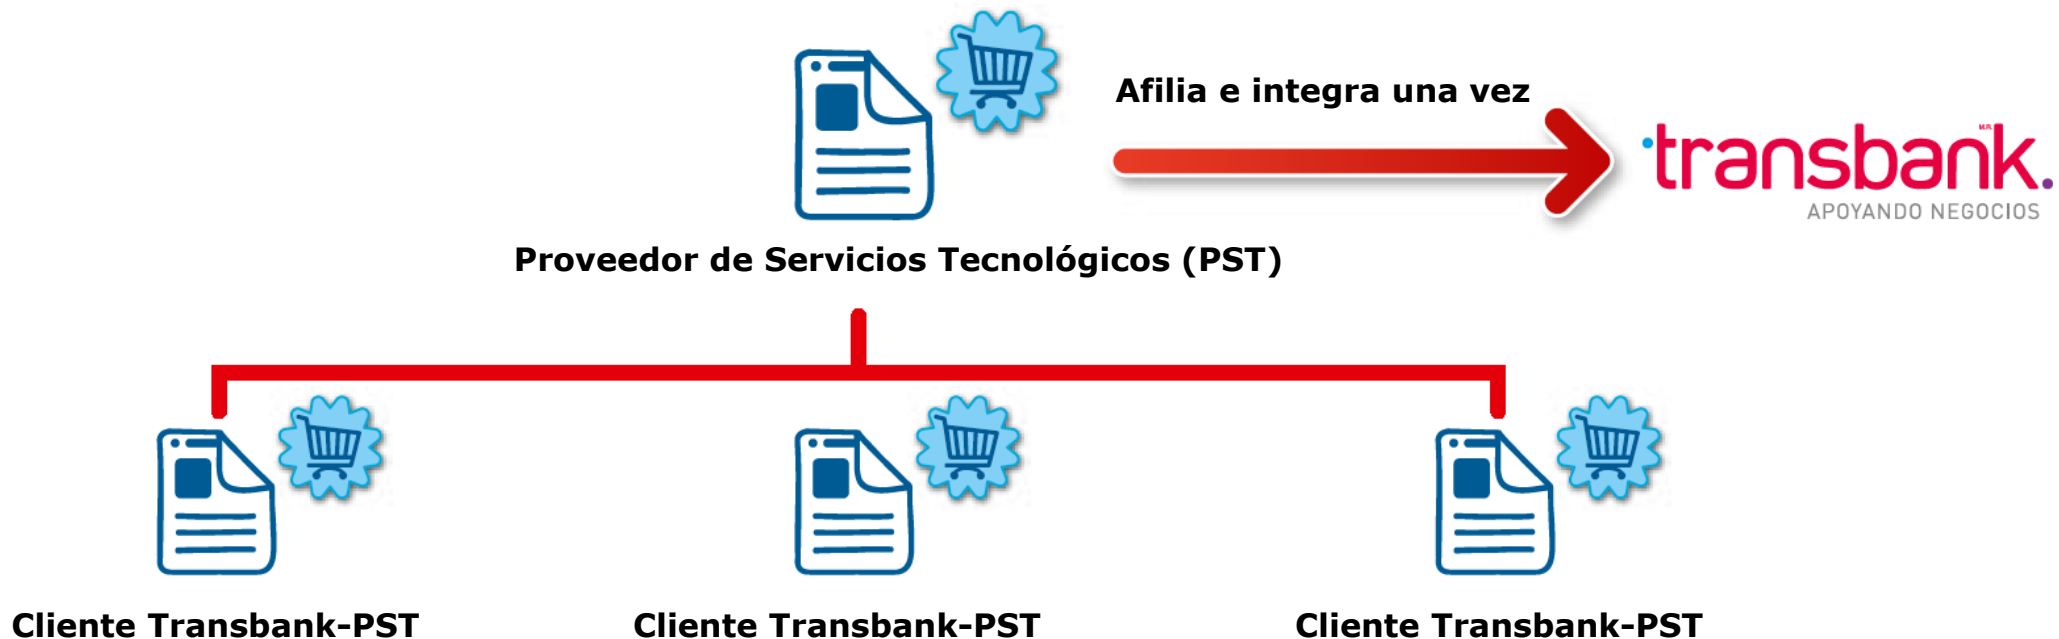 Afilia e integra una vez
transbank.
M.R.
APOYANDO NEGOCIOS
Proveedor de Servicios Tecnológicos (PST)
Cliente Transbank-PST
Cliente Transbank-PST
Cliente Transbank-PST